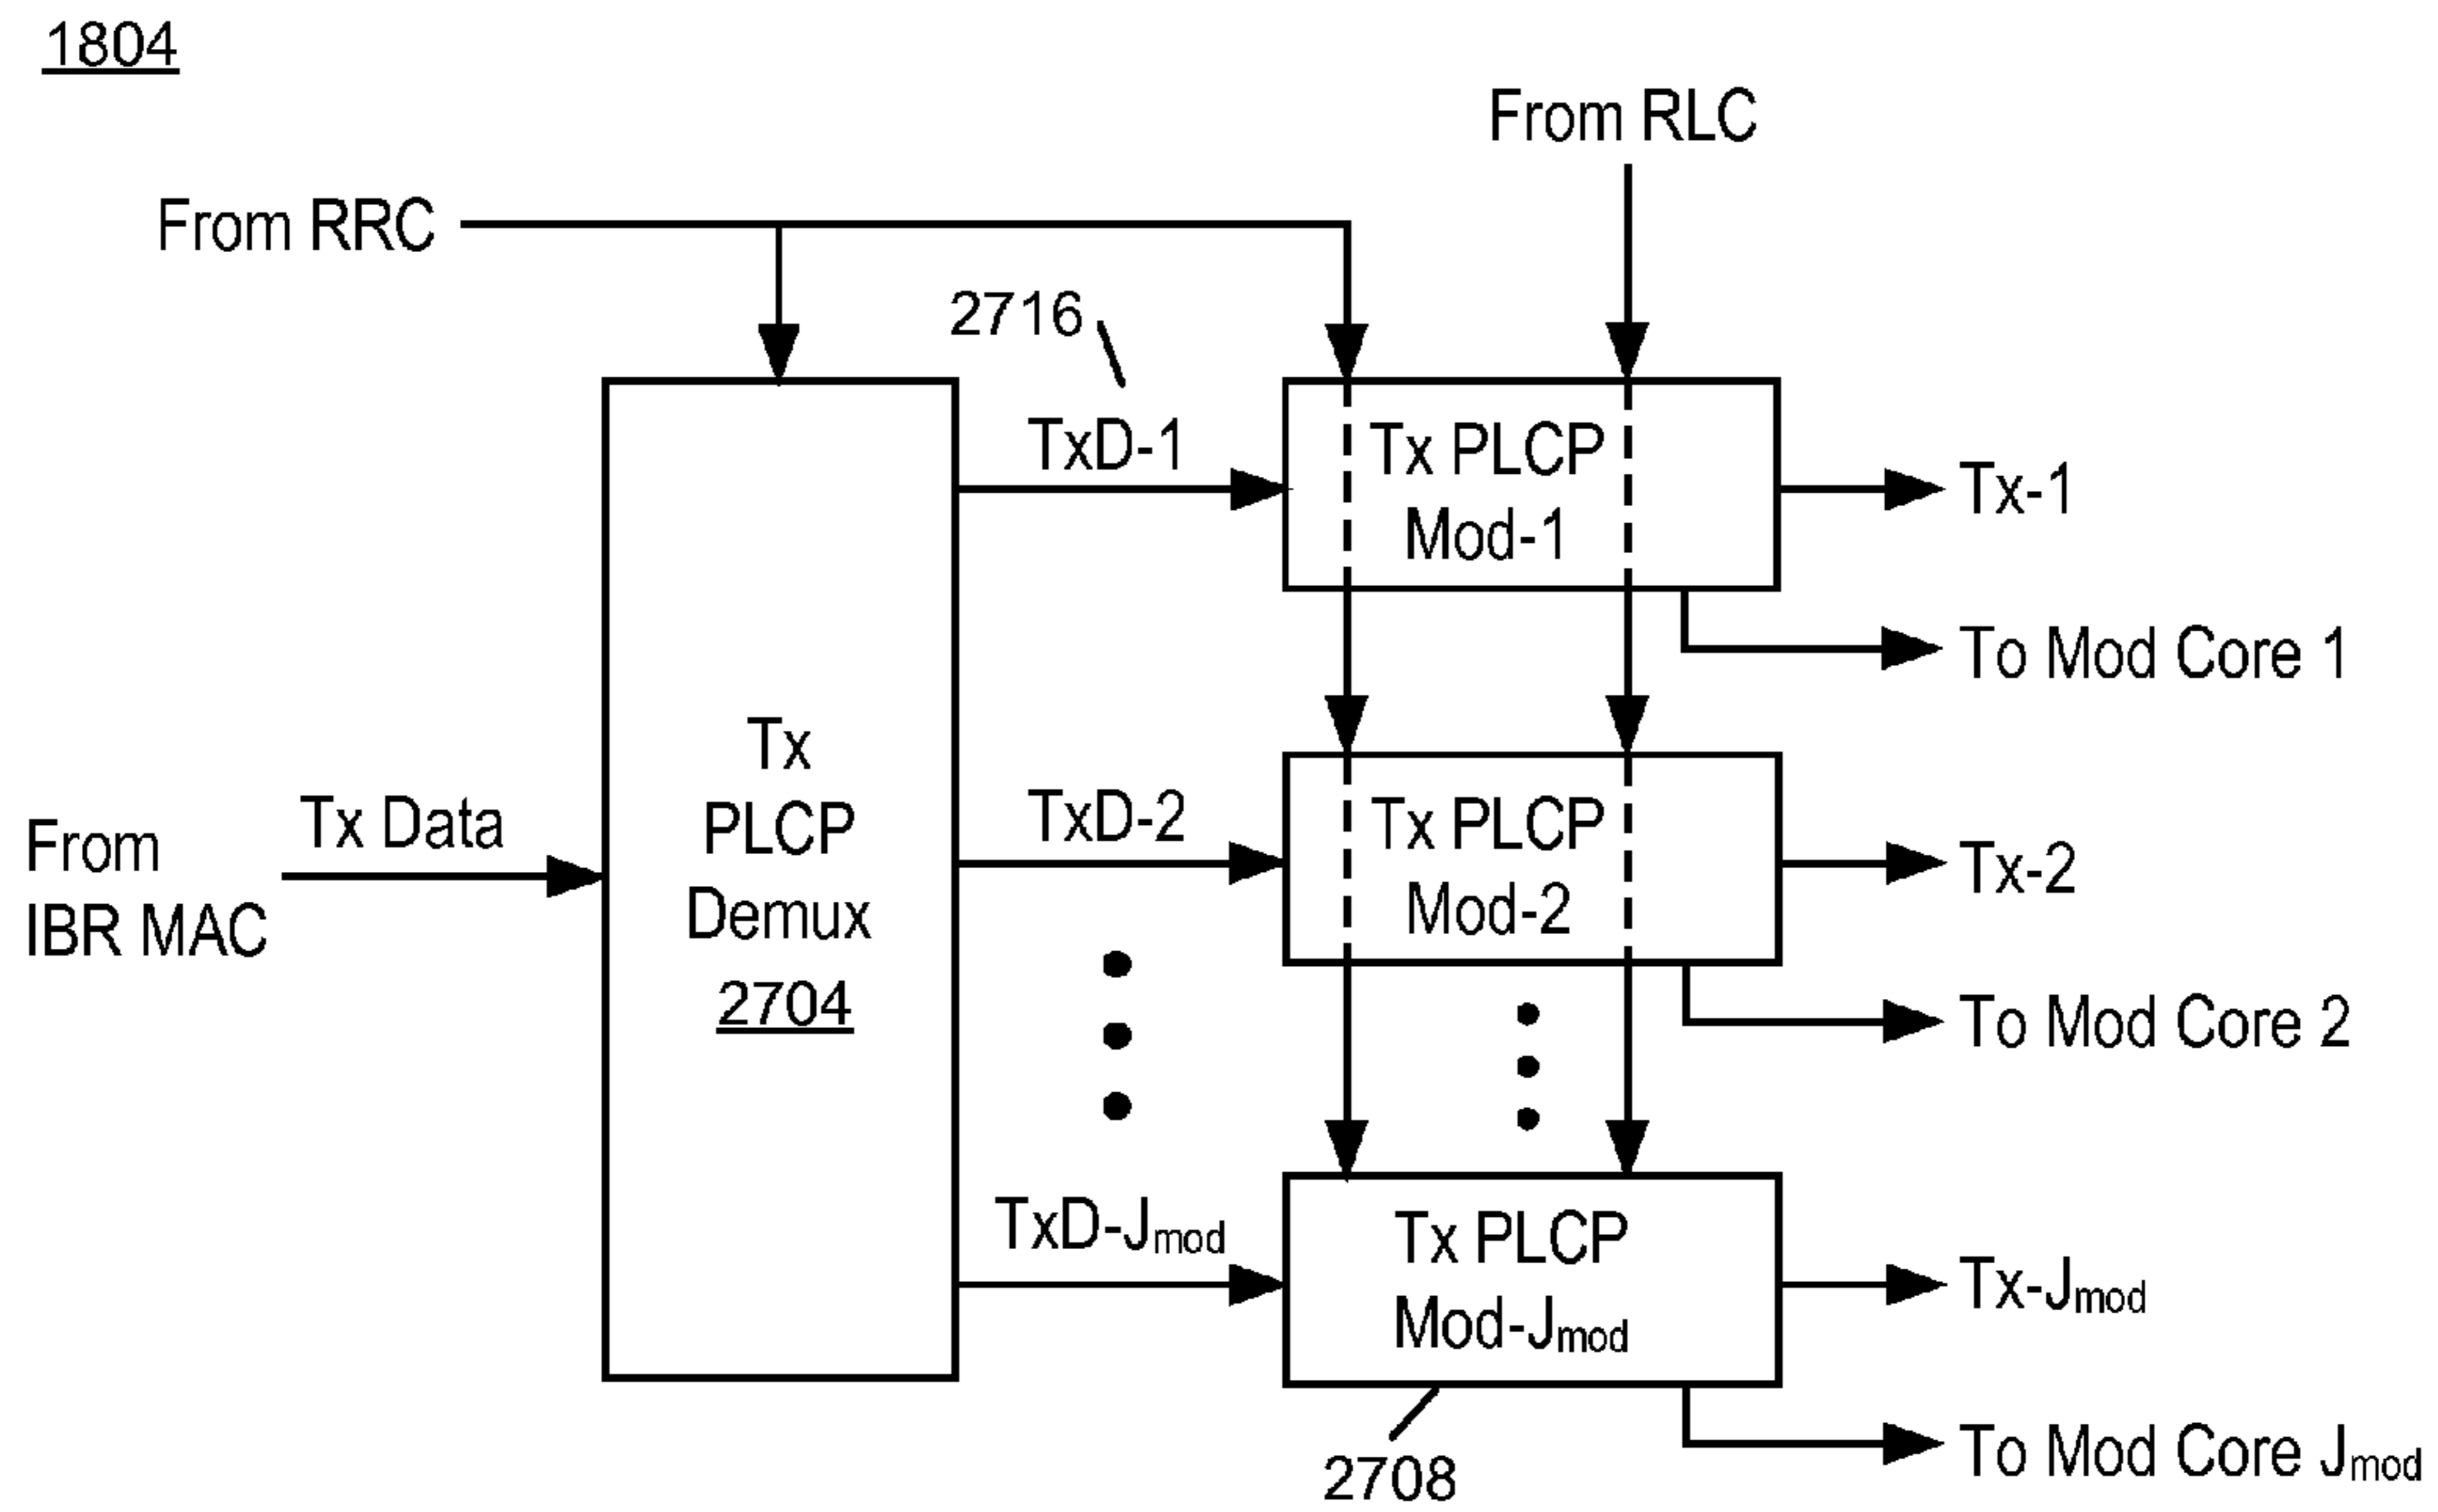 1804
From RLC
From RRC
2716
TxD-1
Tx PLCP
Mod-1
Tx-1
To Mod Core 1
Tx
PLCP
Demux
2704
From
IBR MAC
Tx Data
TxD-2
Tx PLCP
Mod-2
Tx-2
To Mod Core 2
TxD-Jmod
Tx PLCP
Mod-Jmod
Tx-Jmod
To Mod Core Jmod
2708